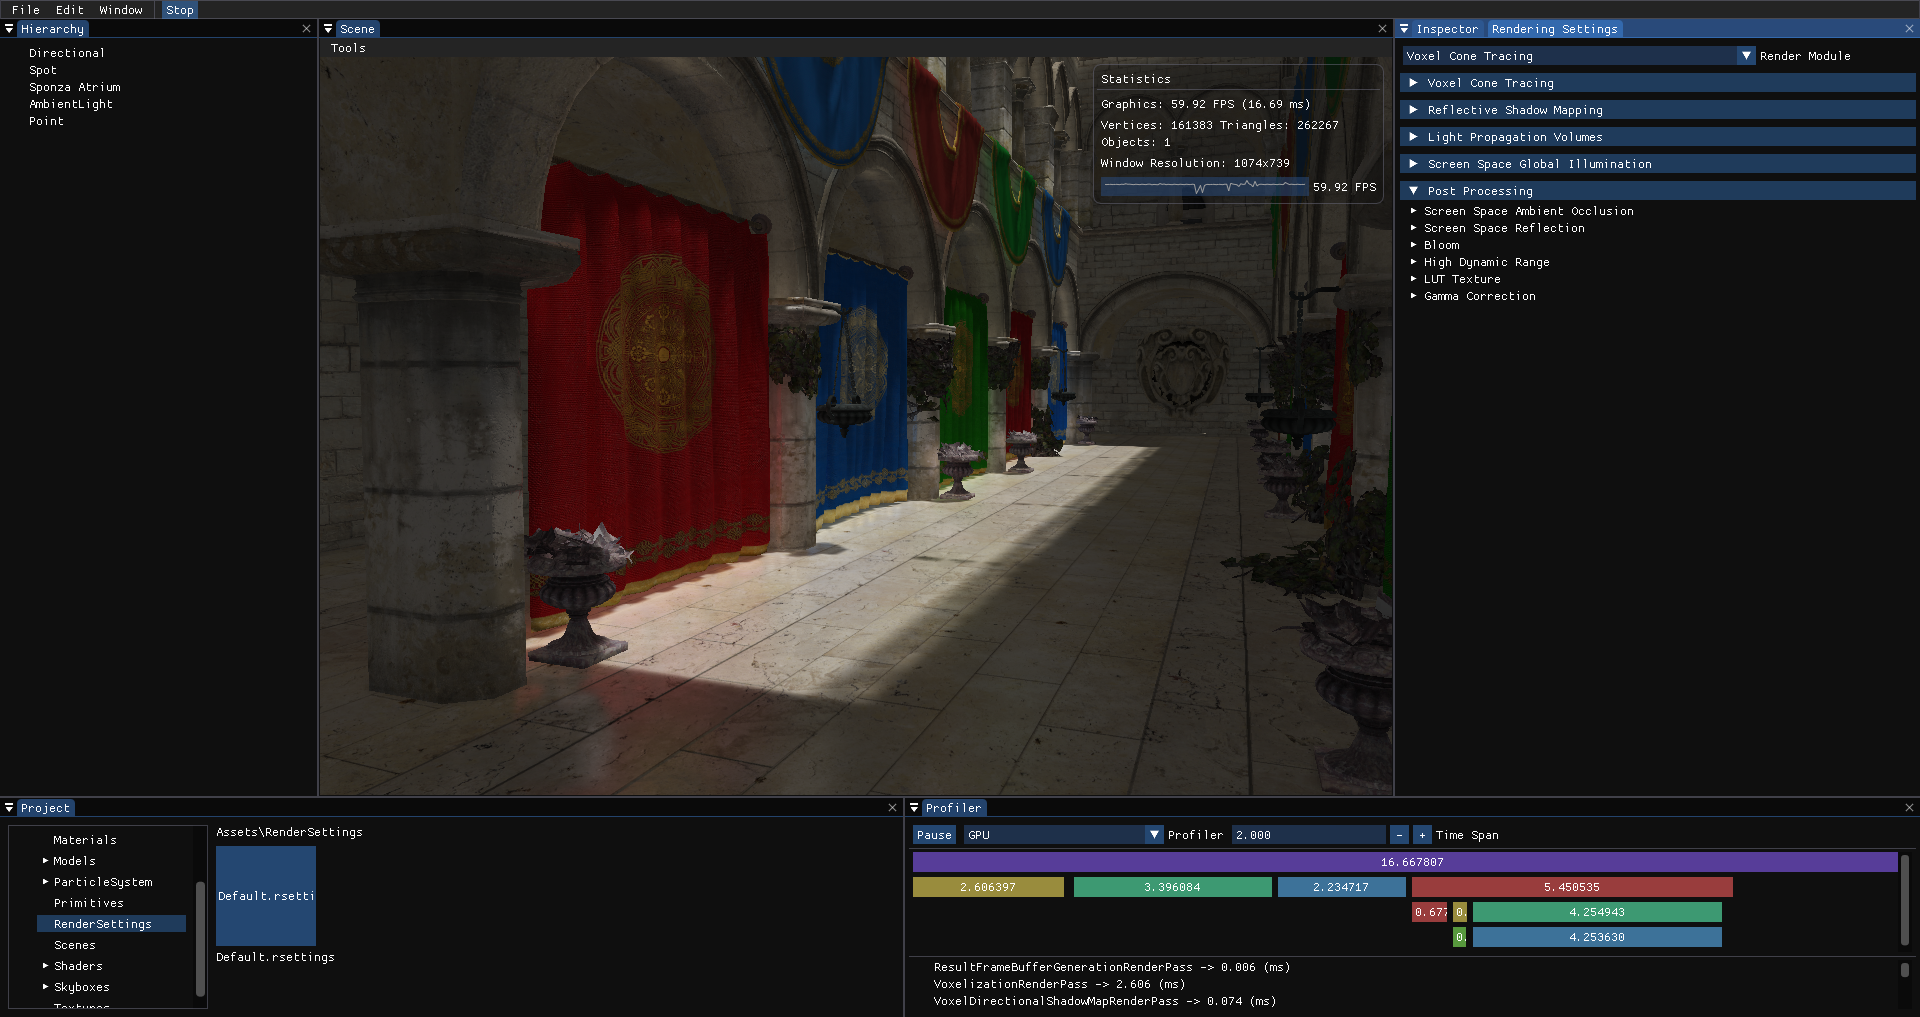 File Edit Window Stop
Hierarchy
Directional
Spot
Sponza Atrium
AmbientLight
Point
Scene
Tools
Statistics
Graphics: 59.92 FPS (16.69 ms)
Vertices: 161383 Triangles: 262267
Objects: 1
Window Resolution: 1074x739
59.92 FPS
Inspector Rendering Settings
Voxel Cone Tracing Render Module
Voxel Cone Tracing
Reflective Shadow Mapping
Light Propagation Volumes
Screen Space Global Illumination
Post Processing
Screen Space Ambient Occlusion
Screen Space Reflection
Bloom
High Dynamic Range
LUT Texture
Gamma Correction
Project
Materials
Models
ParticleSystem
Primitives
RenderSettings
Scenes
Shaders
Skyboxes
Textures
Assets\RenderSettings
Default.rsetti
Default.rsettings
Profiler
Pause GPU Profiler 2.000 - + Time Span
16.667807
2.606397 3.396084 2.234717 5.450535
0.677 0. 4.254943
0. 4.253630
ResultFrameBufferGenerationRenderPass -> 0.006 (ms)
VoxelizationRenderPass -> 2.606 (ms)
VoxelDirectionalShadowMapRenderPass -> 0.074 (ms)